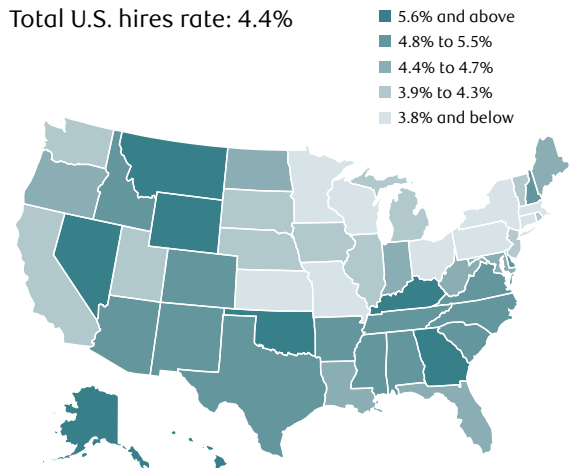 Total U.S. hires rate: 4.4%
5.6% and above
4.8% to 5.5%
4.4% to 4.7%
3.9% to 4.3%
3.8% and below